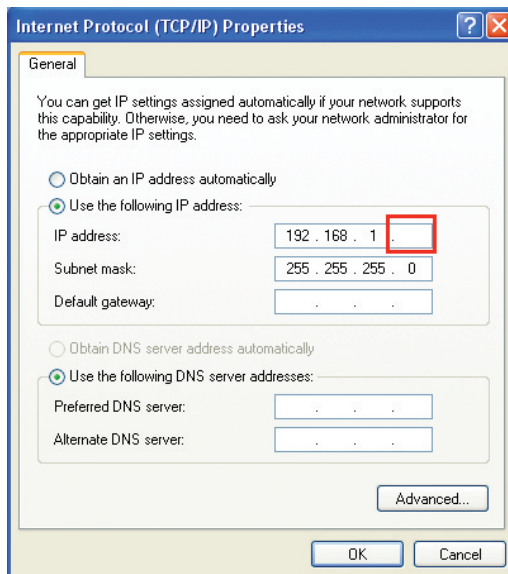 Internet Protocol (TCP/IP) Properties
General
You can get IP settings assigned automatically if your network supports
this capability. Otherwise, you need to ask your network administrator for
the appropriate IP settings.
Obtain an IP address automatically
Use the following IP address:
IP address: 192 . 168 . 1 .
Subnet mask: 255 . 255 . 255 . 0
Default gateway: . . .
Obtain DNS server address automatically
Use the following DNS server addresses:
Preferred DNS server: . . .
Alternate DNS server: . . .
Advanced...
OK Cancel